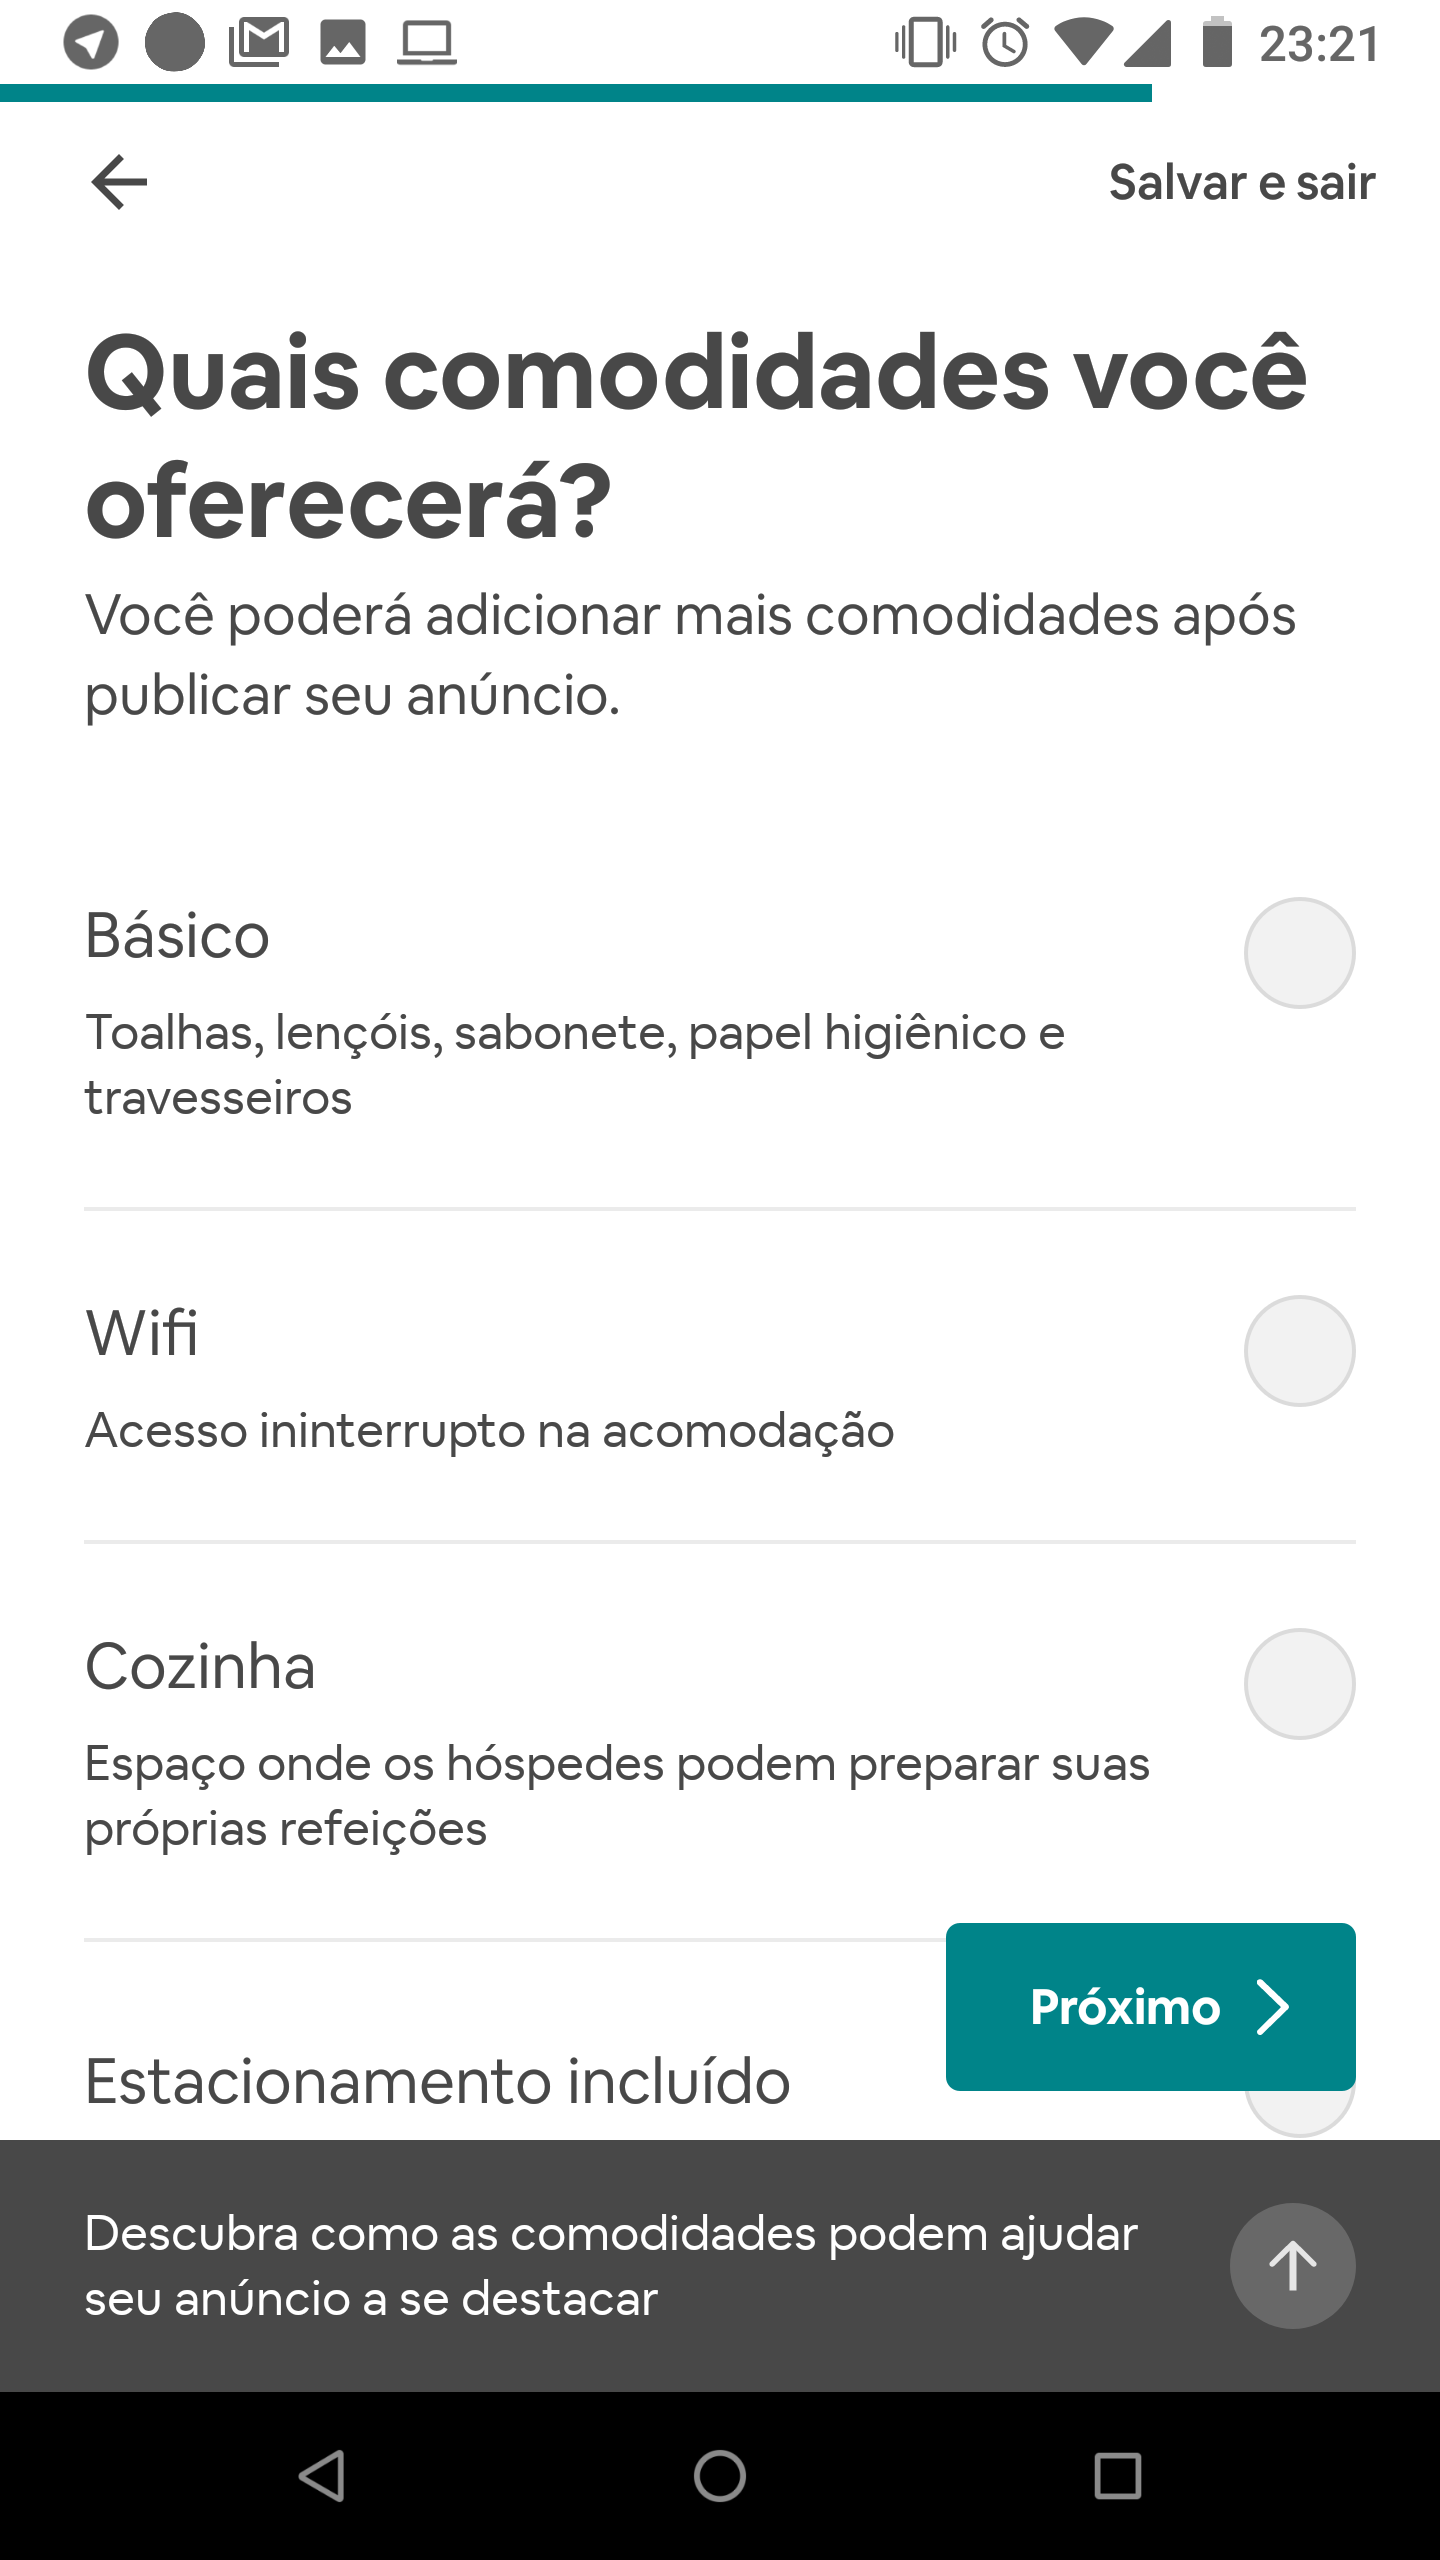 23:21
Salvar e sair
Quais comodidades você
oferecerá?
Você poderá adicionar mais comodidades após
publicar seu anúncio.
Básico
Toalhas, lençóis, sabonete, papel higiênico e
travesseiros
Wifi
Acesso ininterrupto na acomodação
Cozinha
Espaço onde os hóspedes podem preparar suas
próprias refeições
Próximo
Estacionamento incluído
Descubra como as comodidades podem ajudar
seu anúncio a se destacar